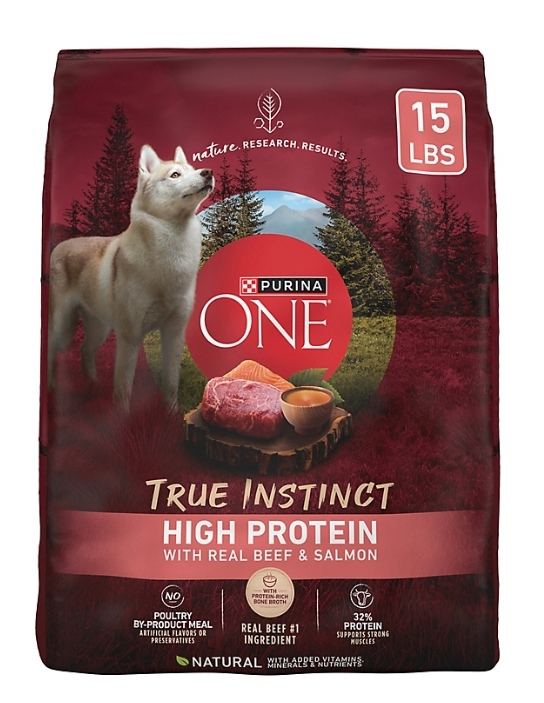 nature. RESEARCH. RESULTS.
15
LBS
PURINA
ONE®
TRUE INSTINCT
HIGH PROTEIN
WITH REAL BEEF & SALMON
NO
POULTRY
BY-PRODUCT MEAL
ARTIFICIAL FLAVORS OR
PRESERVATIVES
WITH
PROTEIN-RICH
BONE BROTH
REAL BEEF #1
INGREDIENT
32%
PROTEIN
SUPPORTS STRONG
MUSCLES
NATURAL WITH ADDED VITAMINS,
MINERALS & NUTRIENTS